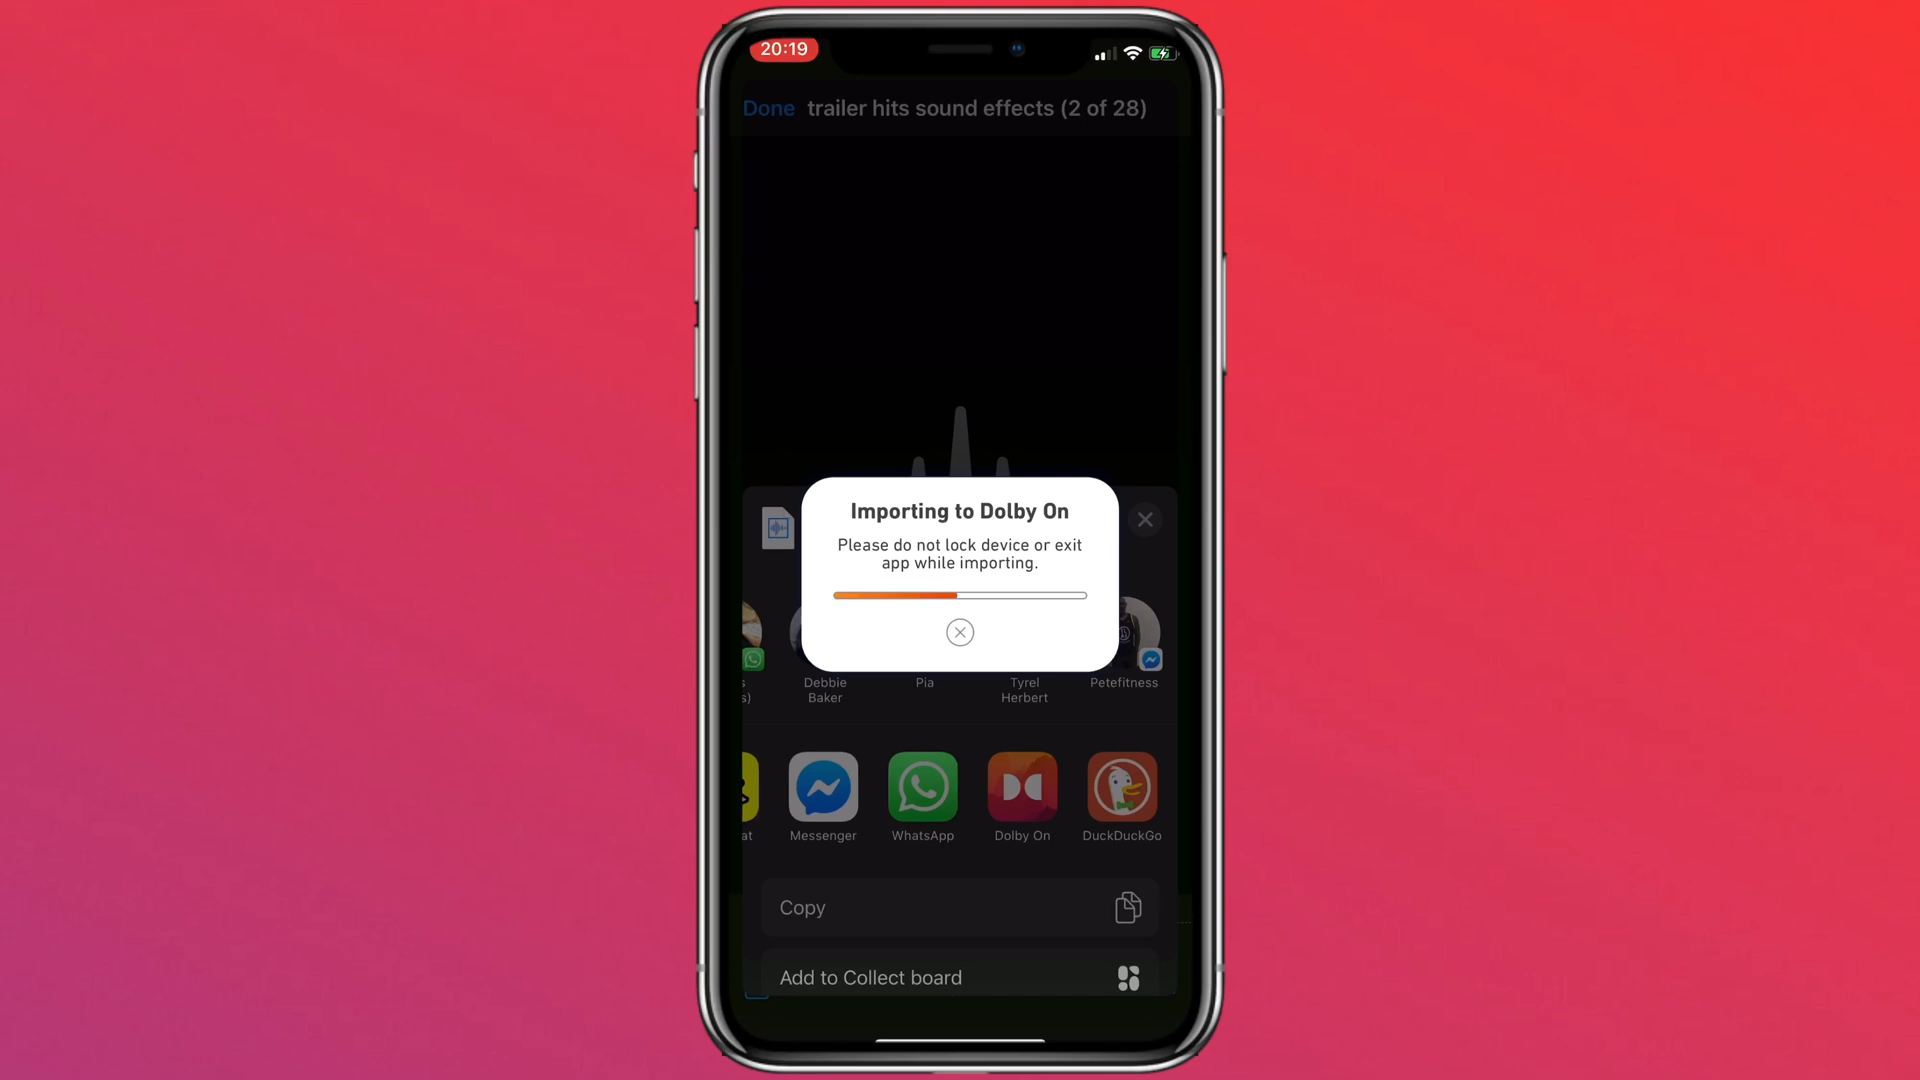 20:19
Done trailer hits sound effects (2 of 28)
Importing to Dolby On
Please do not lock device or exit
app while importing.
s
s)
Debbie
Baker
Pia
Tyrel
Herbert
Petefitness
at
Messenger
WhatsApp
Dolby On
DuckDuckGo
Copy
Add to Collect board